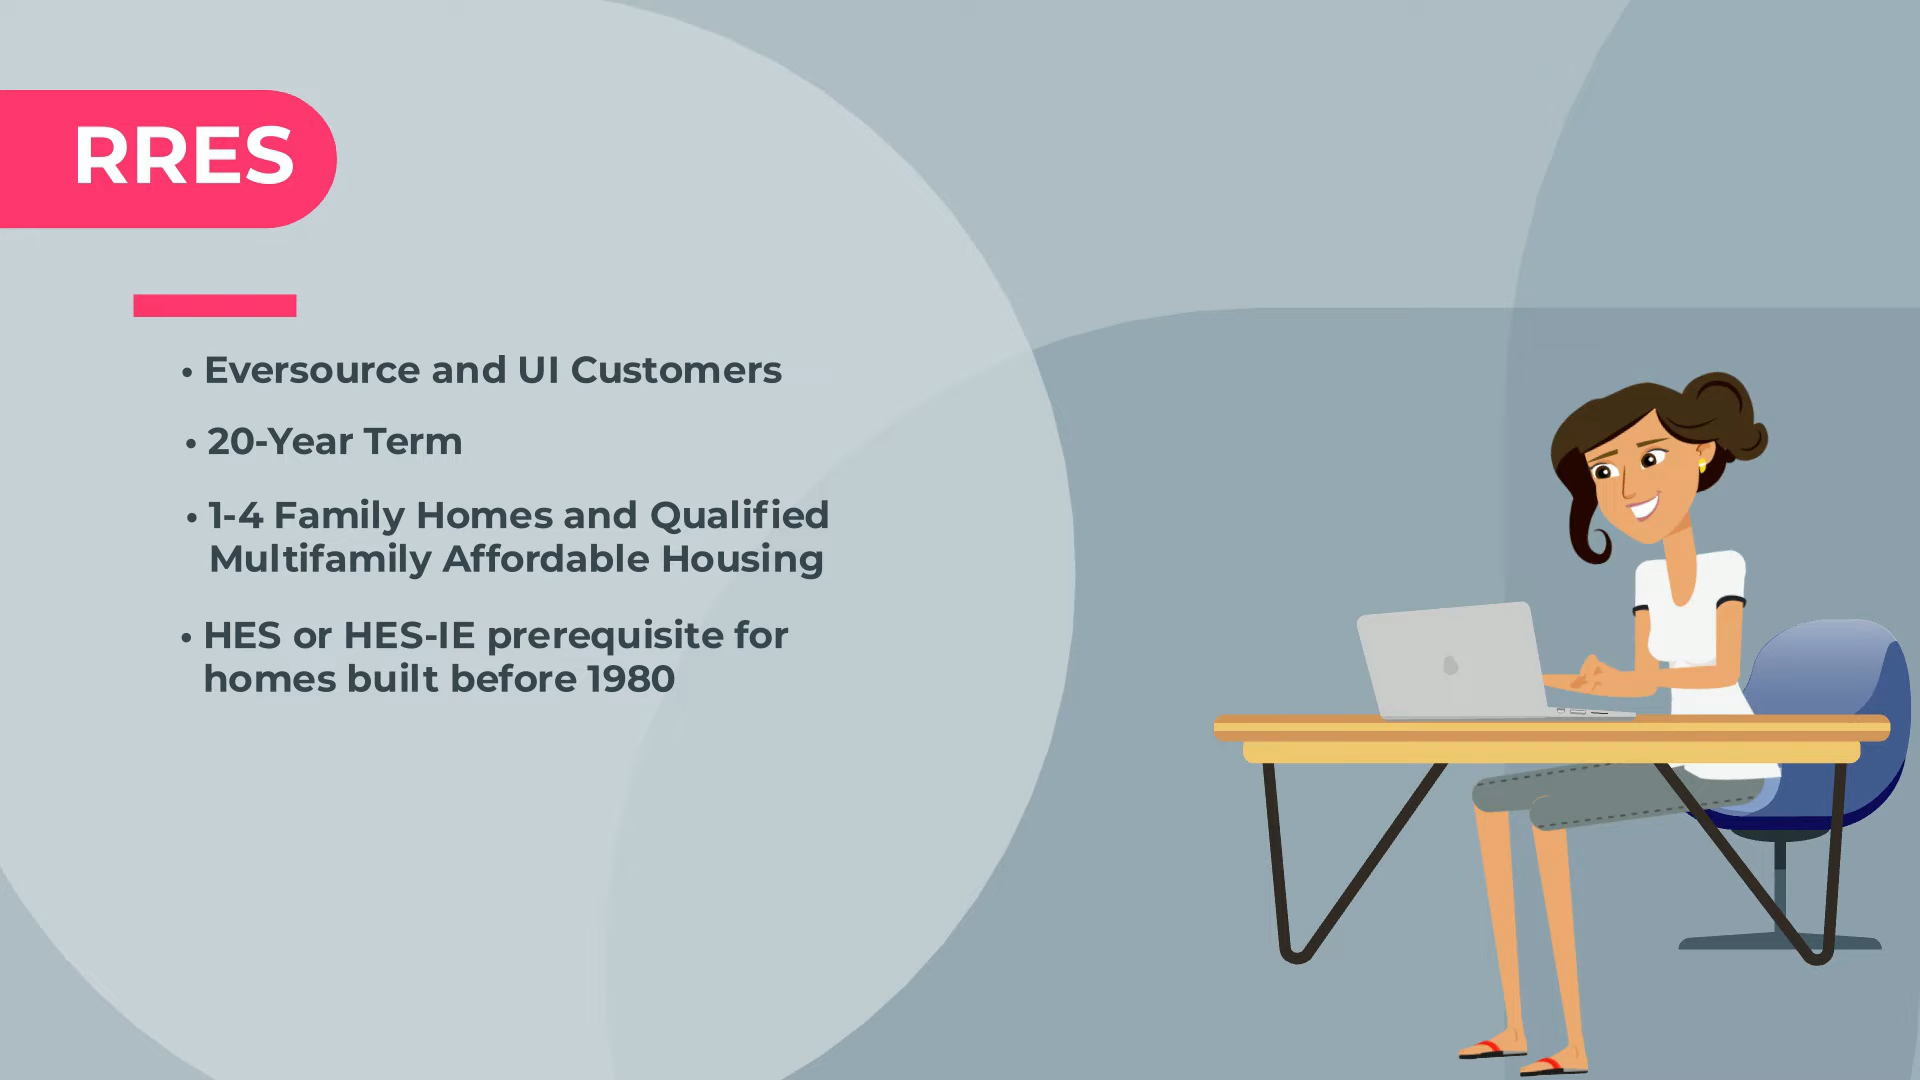 RRES
• Eversource and UI Customers
• 20-Year Term
• 1-4 Family Homes and Qualified
Multifamily Affordable Housing
• HES or HES-IE prerequisite for
homes built before 1980